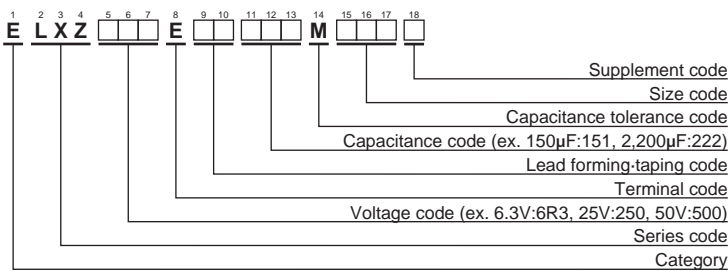 1 2 3 4 5 6 7 8 9 10 11 12 13 14 15 16 17 18
E L X Z E M
Supplement code
Size code
Capacitance tolerance code
Capacitance code (ex. 150μF:151, 2,200μF:222)
Lead forming·taping code
Terminal code
Voltage code (ex. 6.3V:6R3, 25V:250, 50V:500)
Series code
Category